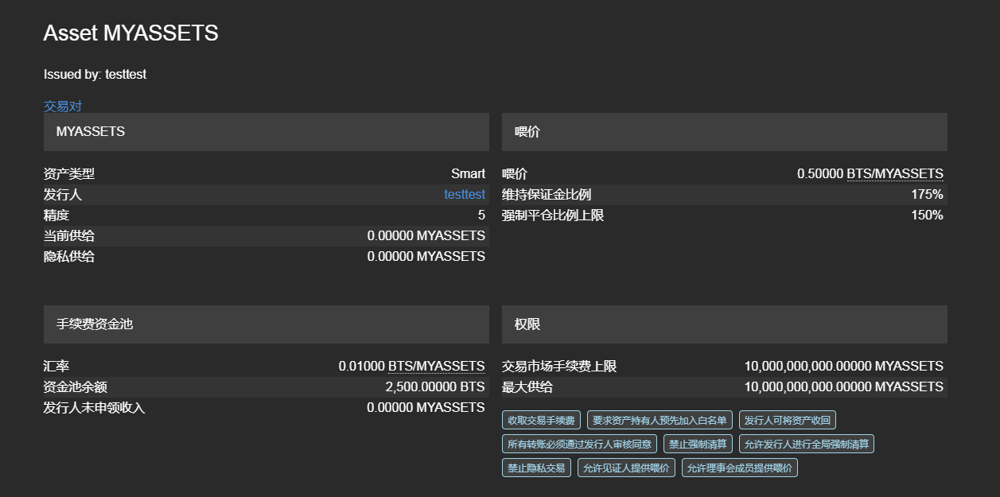 Asset MYASSETS
Issued by: testtest
交易对
MYASSETS
资产类型 Smart
发行人 testtest
精度 5
当前供给 0.00000 MYASSETS
隐私供给 0.00000 MYASSETS
喂价
喂价 0.50000 BTS/MYASSETS
维持保证金比例 175%
强制平仓比例上限 150%
手续费资金池
汇率 0.01000 BTS/MYASSETS
资金池余额 2,500.00000 BTS
发行人未申领收入 0.00000 MYASSETS
权限
交易市场手续费上限 10,000,000,000.00000 MYASSETS
最大供给 10,000,000,000.00000 MYASSETS
收取交易手续费 要求资产持有人预先加入白名单 发行人可将资产收回
所有转账必须通过发行人审核同意 禁止强制清算 允许发行人进行全局强制清算
禁止隐私交易 允许见证人提供喂价 允许理事会成员提供喂价